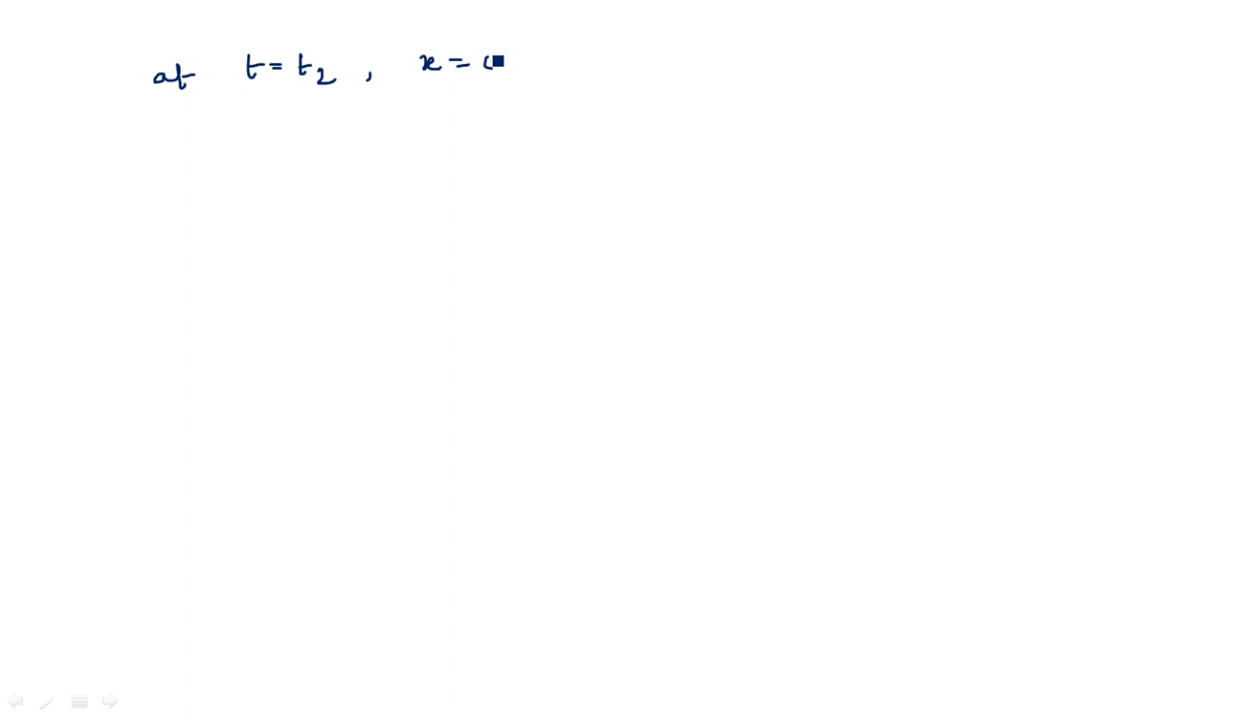 at t = t₂ , x =